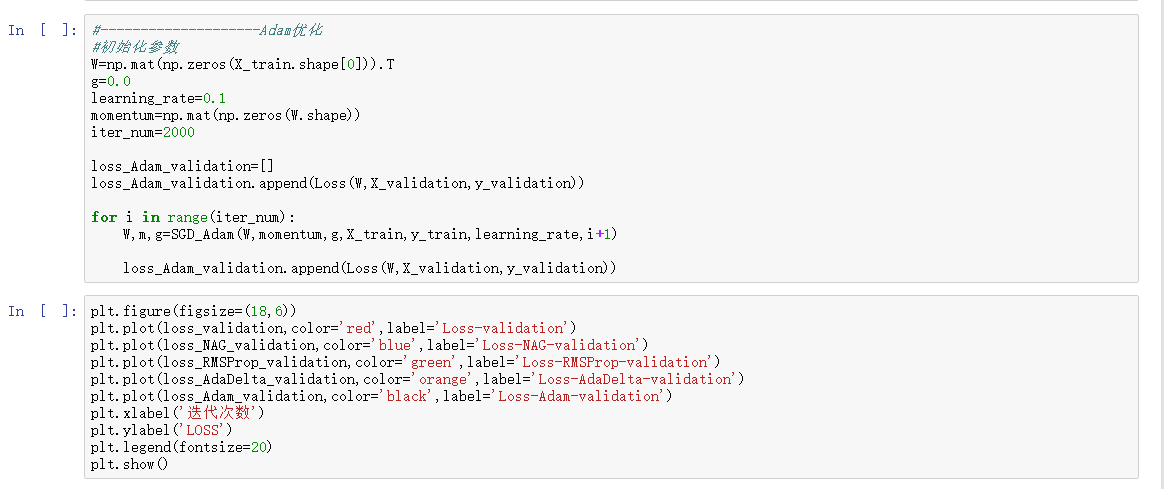 In [ ]:
#--------------------Adam优化
#初始化参数
W=np.mat(np.zeros(X_train.shape[0])).T
g=0.0
learning_rate=0.1
momentum=np.mat(np.zeros(W.shape))
iter_num=2000
loss_Adam_validation=[]
loss_Adam_validation.append(Loss(W,X_validation,y_validation))
for i in range(iter_num):
    W,m,g=SGD_Adam(W,momentum,g,X_train,y_train,learning_rate,i+1)
    loss_Adam_validation.append(Loss(W,X_validation,y_validation))
In [ ]:
plt.figure(figsize=(18,6))
plt.plot(loss_validation,color='red',label='Loss-validation')
plt.plot(loss_NAG_validation,color='blue',label='Loss-NAG-validation')
plt.plot(loss_RMSProp_validation,color='green',label='Loss-RMSProp-validation')
plt.plot(loss_AdaDelta_validation,color='orange',label='Loss-AdaDelta-validation')
plt.plot(loss_Adam_validation,color='black',label='Loss-Adam-validation')
plt.xlabel('迭代次数')
plt.ylabel('LOSS')
plt.legend(fontsize=20)
plt.show()